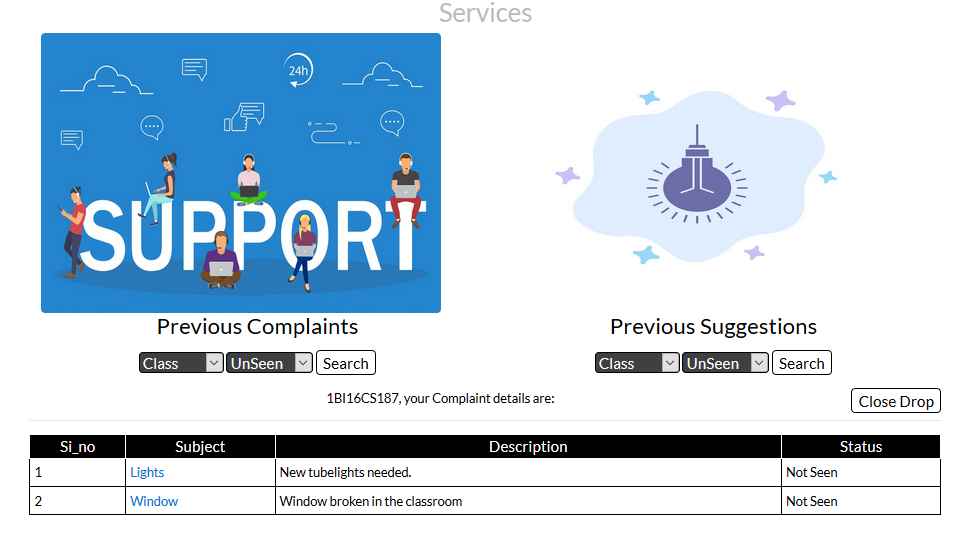 Services
24h
SUPPORT
Previous Complaints
Class UnSeen Search
Previous Suggestions
Class UnSeen Search
1BI16CS187, your Complaint details are:
Close Drop
Si_no Subject Description Status
1 Lights New tubelights needed. Not Seen
2 Window Window broken in the classroom Not Seen